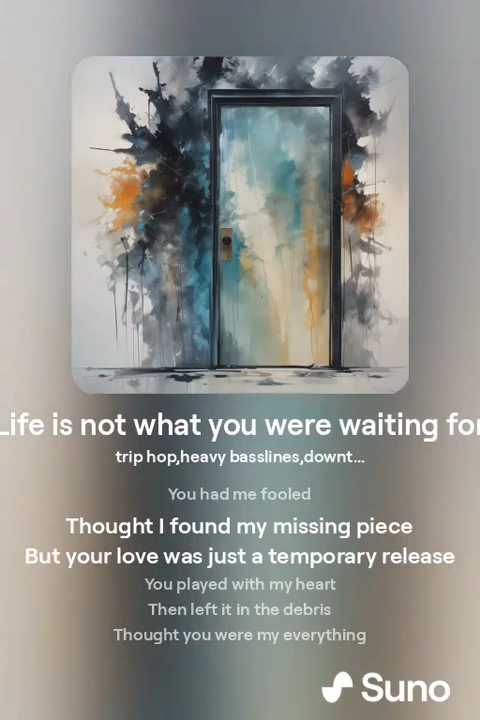 Life is not what you were waiting for
trip hop,heavy basslines,downt...
You had me fooled
Thought I found my missing piece
But your love was just a temporary release
You played with my heart
Then left it in the debris
Thought you were my everything
Suno